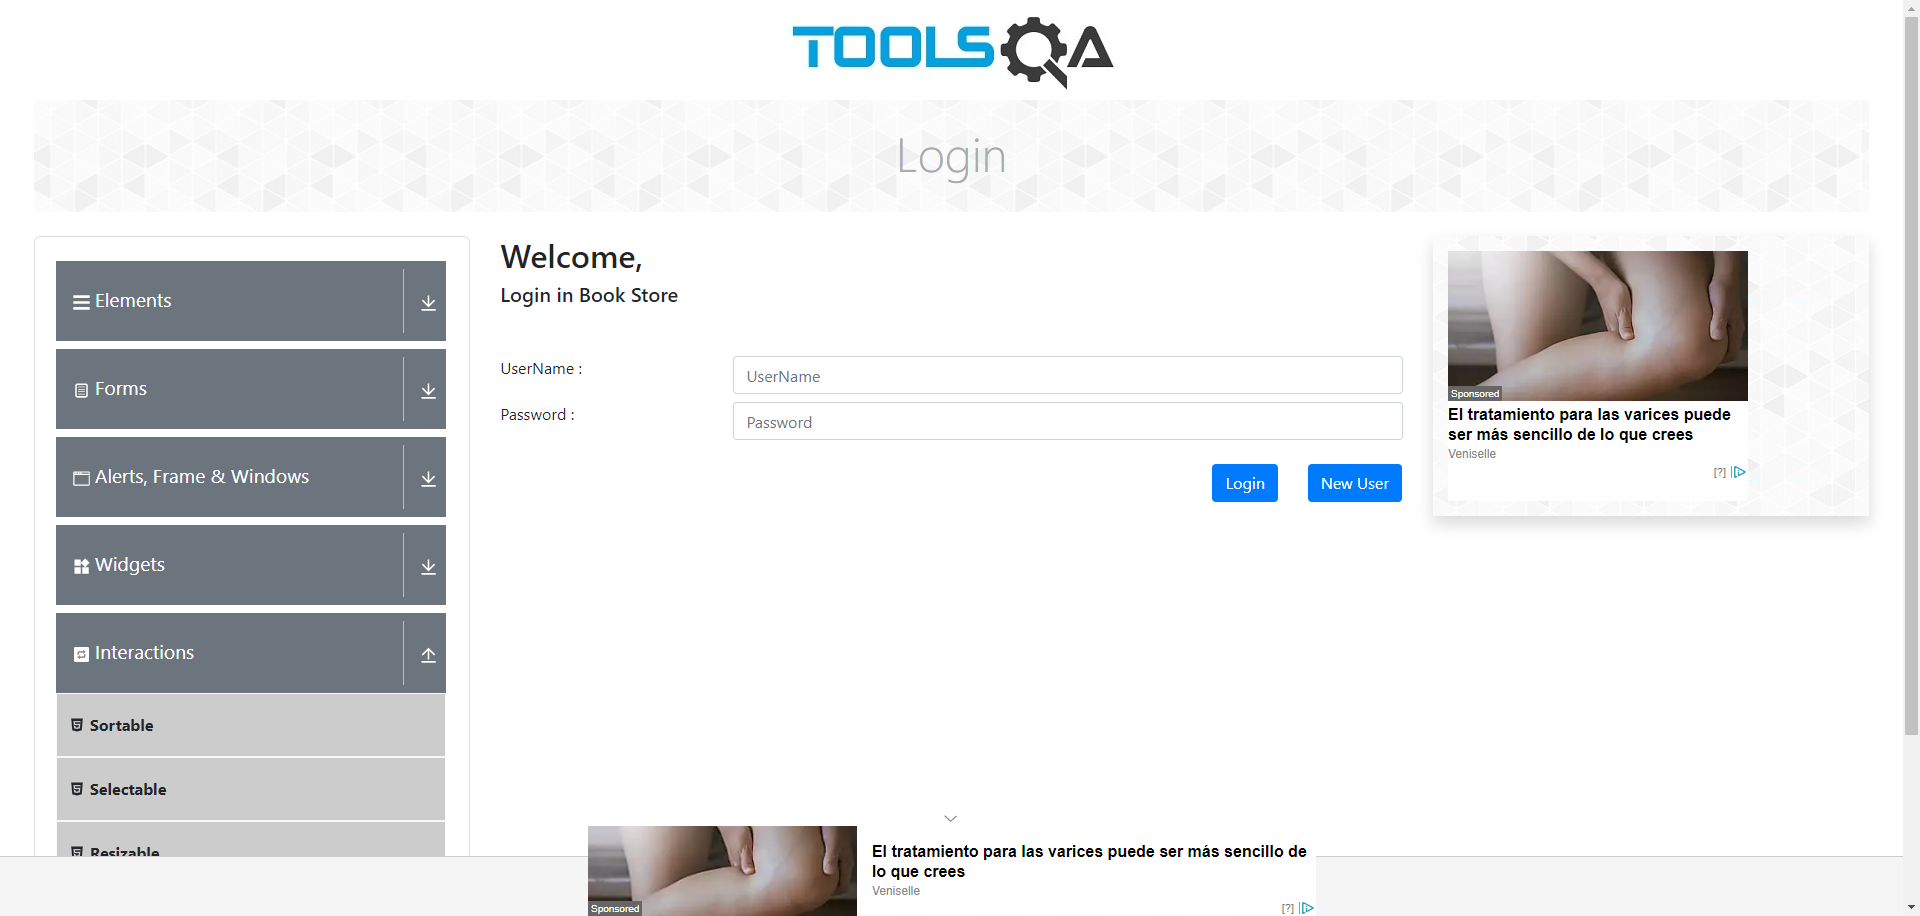 TOOLSQA
Login
Elements
Forms
Alerts, Frame & Windows
Widgets
Interactions
Sortable
Selectable
Resizable
Welcome,
Login in Book Store
UserName :
UserName
Password :
Password
Login
New User
Sponsored
El tratamiento para las varices puede
ser más sencillo de lo que crees
Veniselle
[?]
Sponsored
El tratamiento para las varices puede ser más sencillo de
lo que crees
Veniselle
[?]